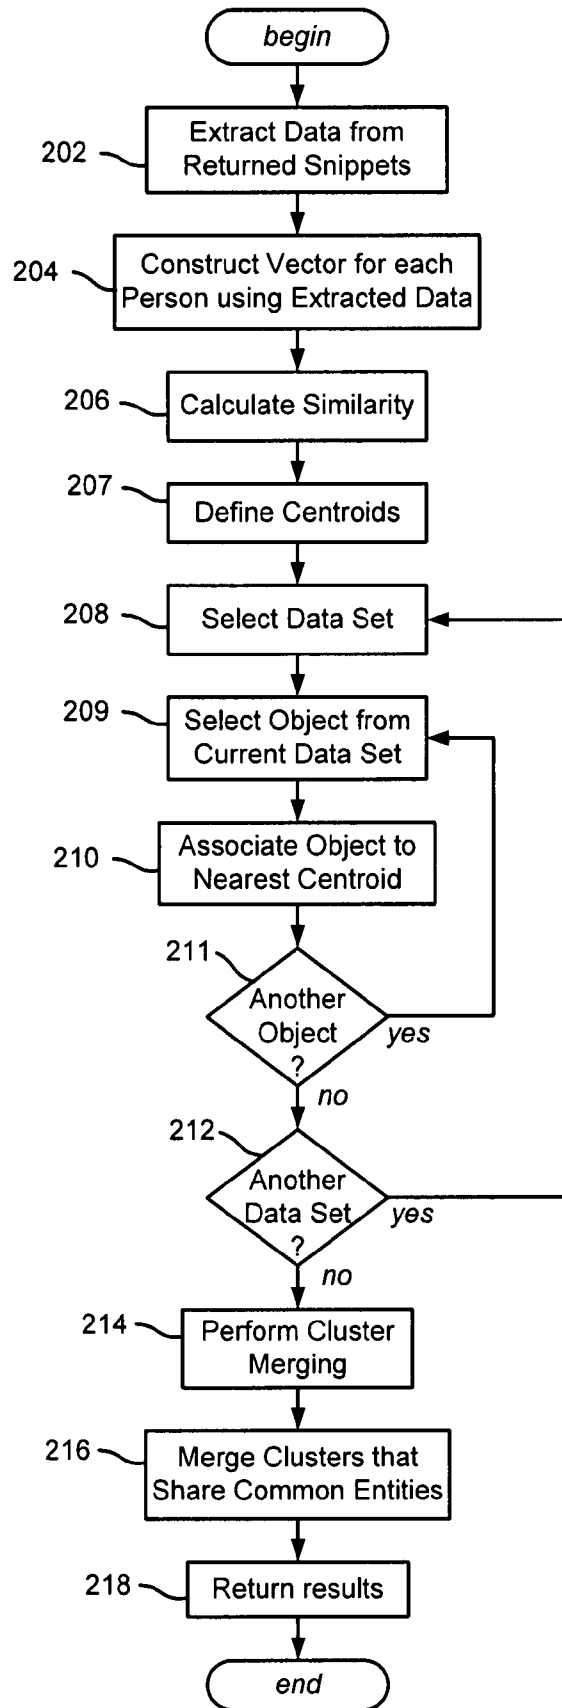 begin
202
Extract Data from
Returned Snippets
204
Construct Vector for each
Person using Extracted Data
206
Calculate Similarity
207
Define Centroids
208
Select Data Set
209
Select Object from
Current Data Set
210
Associate Object to
Nearest Centroid
211
Another
Object
?
yes
no
212
Another
Data Set
?
yes
no
214
Perform Cluster
Merging
216
Merge Clusters that
Share Common Entities
218
Return results
end